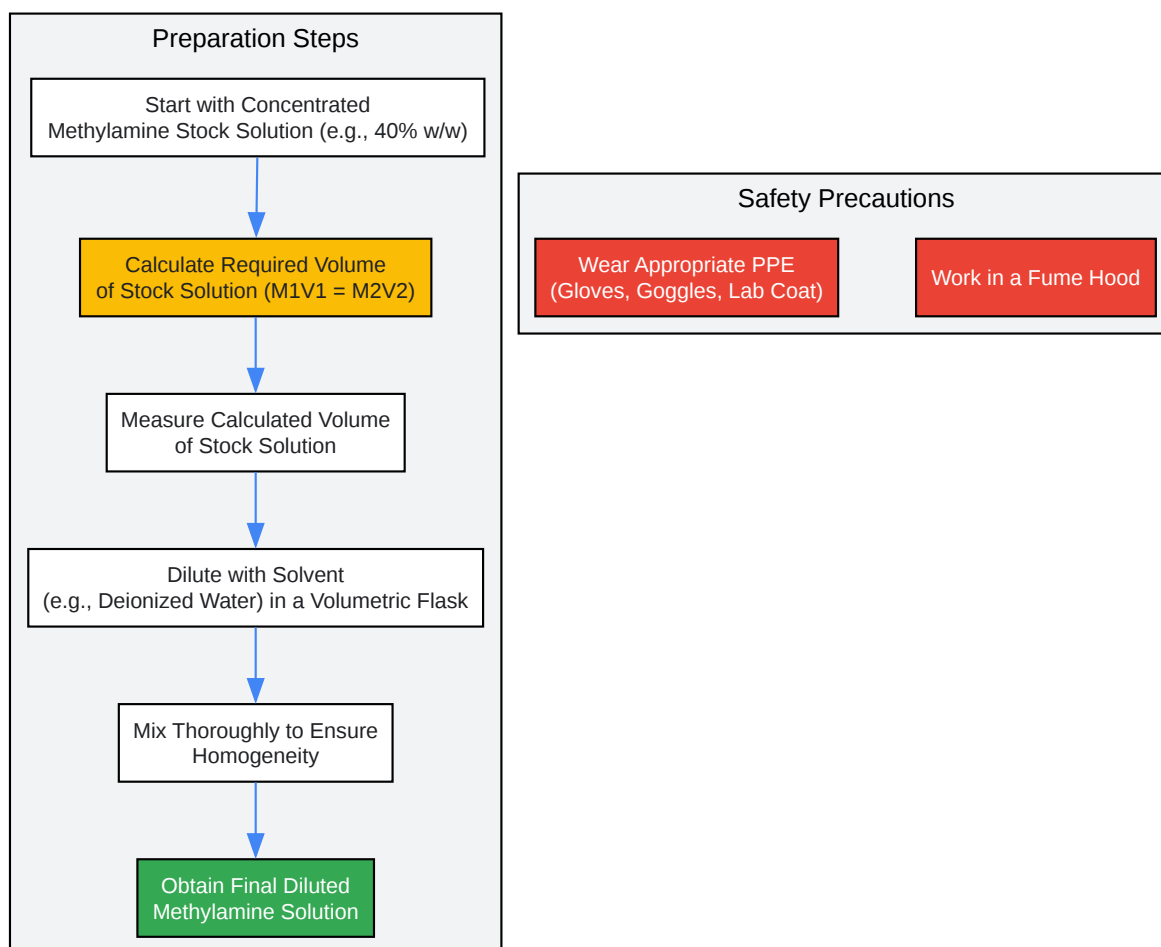 Preparation Steps
Start with Concentrated
Methylamine Stock Solution (e.g., 40% w/w)
Calculate Required Volume
of Stock Solution (M1V1 = M2V2)
Measure Calculated Volume
of Stock Solution
Dilute with Solvent
(e.g., Deionized Water) in a Volumetric Flask
Mix Thoroughly to Ensure
Homogeneity
Obtain Final Diluted
Methylamine Solution
Safety Precautions
Wear Appropriate PPE
(Gloves, Goggles, Lab Coat)
Work in a Fume Hood